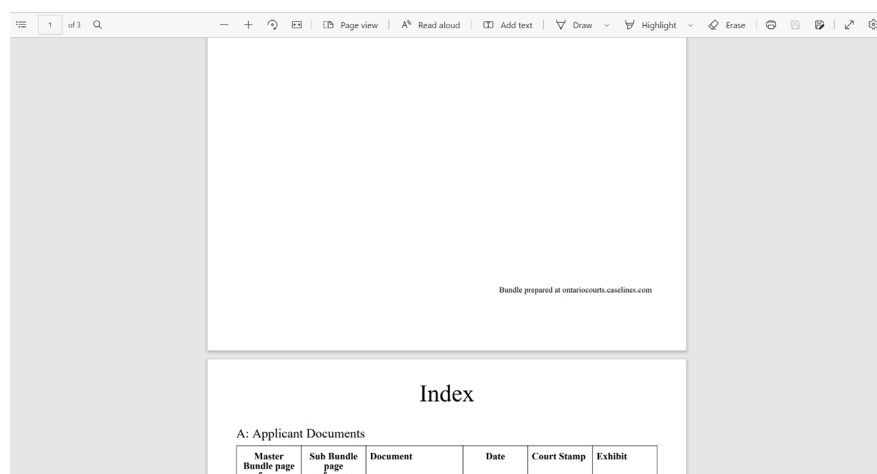 1 of 3 Page view Read aloud Add text Draw Highlight Erase
Bundle prepared at ontariocourts.caselines.com
Index
A: Applicant Documents
Master Sub Bundle Document Date Court Stamp Exhibit
Bundle page page